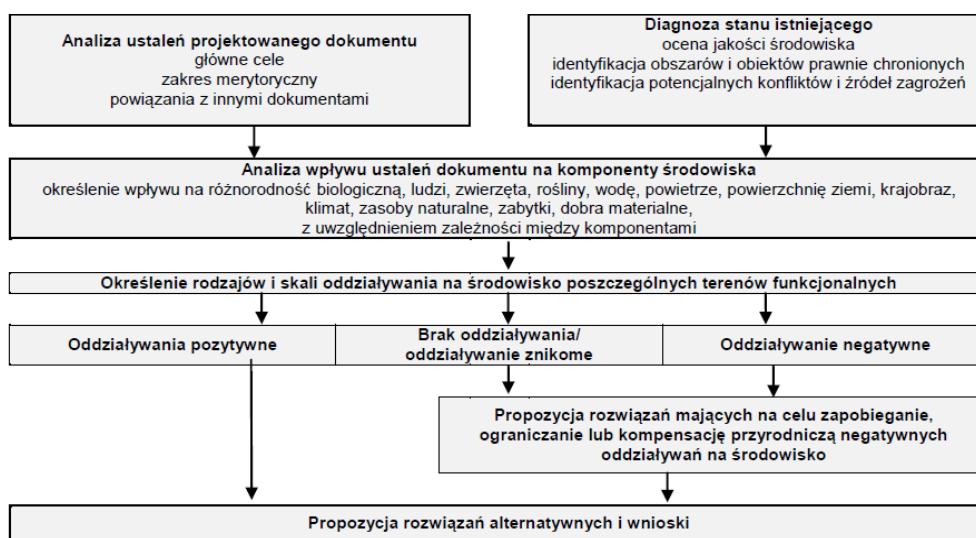 Analiza ustaleń projektowanego dokumentu
główne cele
zakres merytoryczny
powiązania z innymi dokumentami
Diagnoza stanu istniejącego
ocena jakości środowiska
identyfikacja obszarów i obiektów prawnie chronionych
identyfikacja potencjalnych konfliktów i źródeł zagrożeń
Analiza wpływu ustaleń dokumentu na komponenty środowiska
określenie wpływu na różnorodność biologiczną, ludzi, zwierzęta, rośliny, wodę, powietrze, powierzchnię ziemi, krajobraz,
klimat, zasoby naturalne, zabytki, dobra materialne,
z uwzględnieniem zależności między komponentami
Określenie rodzajów i skali oddziaływania na środowisko poszczególnych terenów funkcjonalnych
Oddziaływania pozytywne
Brak oddziaływania/
oddziaływanie znikome
Oddziaływanie negatywne
Propozycja rozwiązań mających na celu zapobieganie,
ograniczanie lub kompensację przyrodniczą negatywnych
oddziaływań na środowisko
Propozycja rozwiązań alternatywnych i wnioski